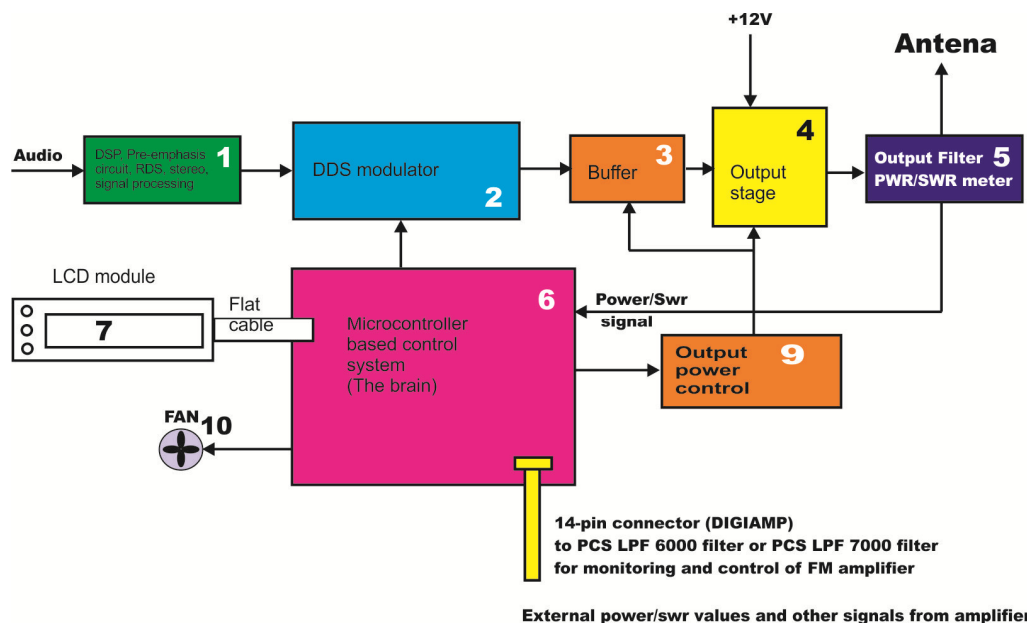 +12V
Antena
Audio
DSP, Pre-emphasis
circuit, RDS, stereo,
signal processing
1
DDS modulator
2
Buffer
3
4
Output
stage
Output Filter
PWR/SWR meter
5
LCD module
7
Flat
cable
Microcontroller
based control
system
(The brain)
6
Power/Swr
signal
Output
power
control
9
FAN
10
14-pin connector (DIGIAMP)
to PCS LPF 6000 filter or PCS LPF 7000 filter
for monitoring and control of FM amplifier
External power/swr values and other signals from amplifier